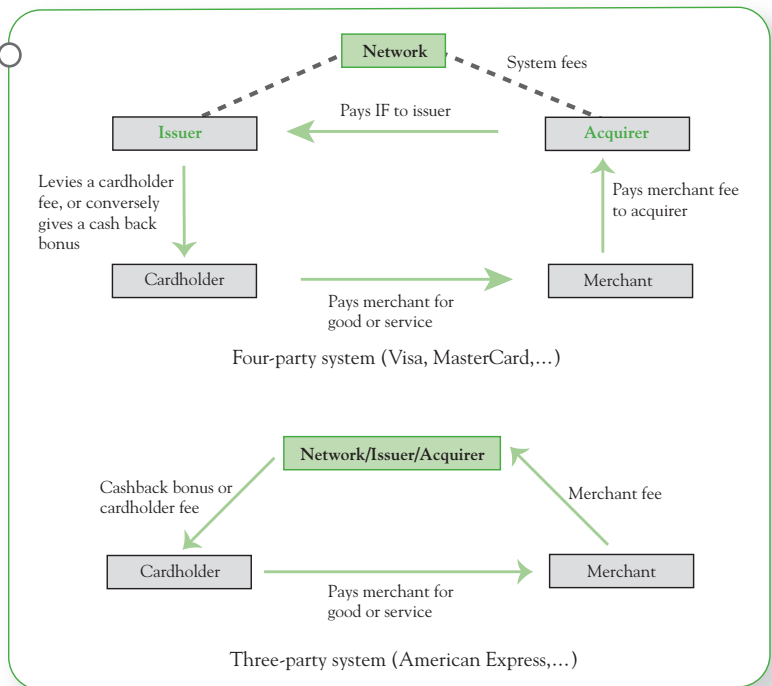 Network
System fees
Pays IF to issuer
Issuer
Acquirer
Levies a cardholder
fee, or conversely
gives a cash back
bonus
Pays merchant fee
to acquirer
Cardholder
Merchant
Pays merchant for
good or service
Four-party system (Visa, MasterCard,...)
Network/Issuer/Acquirer
Cashback bonus or
cardholder fee
Merchant fee
Cardholder
Merchant
Pays merchant for
good or service
Three-party system (American Express,...)